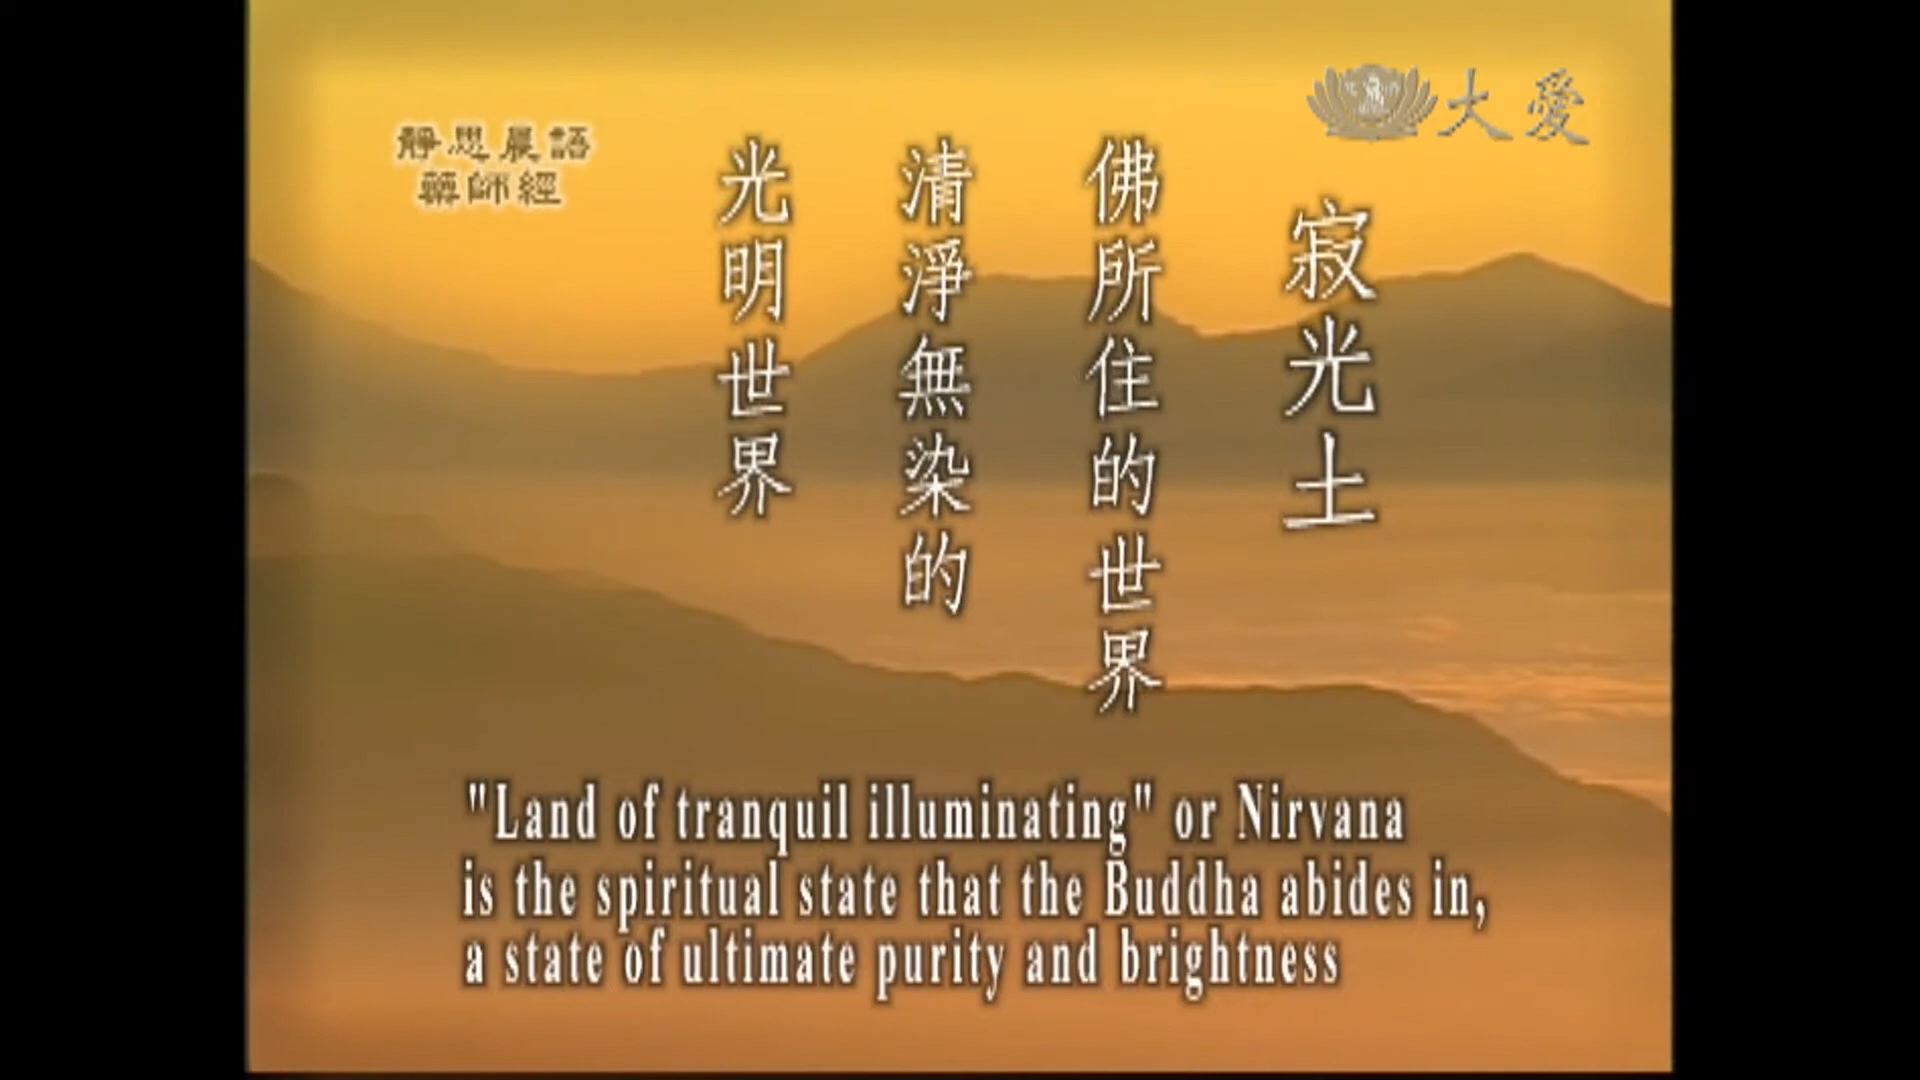 靜思晨語
藥師經
大愛
寂光土
佛所住的世界
清淨無染的
光明世界
"Land of tranquil illuminating" or Nirvana
is the spiritual state that the Buddha abides in,
a state of ultimate purity and brightness